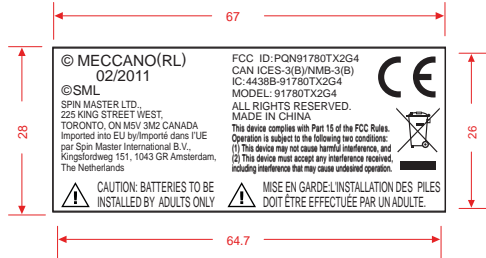 67
28
26
64.7
© MECCANO(RL)
02/2011
©SML
SPIN MASTER LTD.,
225 KING STREET WEST,
TORONTO, ON M5V 3M2 CANADA
Imported into EU by/Importé dans l'UE
par Spin Master International B.V.,
Kingsfordweg 151, 1043 GR Amsterdam,
The Netherlands
FCC ID:PQN91780TX2G4
CAN ICES-3(B)/NMB-3(B)
IC:4438B-91780TX2G4
MODEL: 91780TX2G4
ALL RIGHTS RESERVED.
MADE IN CHINA
This device complies with Part 15 of the FCC Rules.
Operation is subject to the following two conditions:
(1) This device may not cause harmful interference, and
(2) This device must accept any interference received,
including interference that may cause undesired operation.
CE
CAUTION: BATTERIES TO BE
INSTALLED BY ADULTS ONLY
MISE EN GARDE:L'INSTALLATION DES PILES
DOIT ÊTRE EFFECTUÉE PAR UN ADULTE.